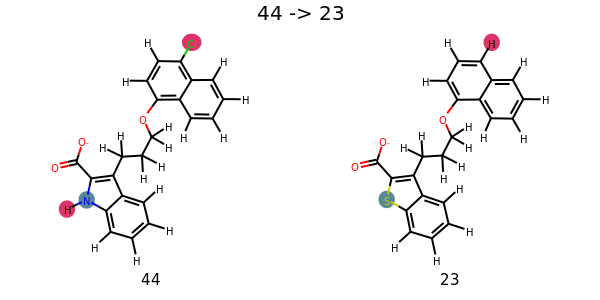 44 -> 23
H H
H H H H
H H
H H H H
O H O H
H H H H H H
O- H H O- H H
O H H O H H
N H S H
H H H H
H H
44 23